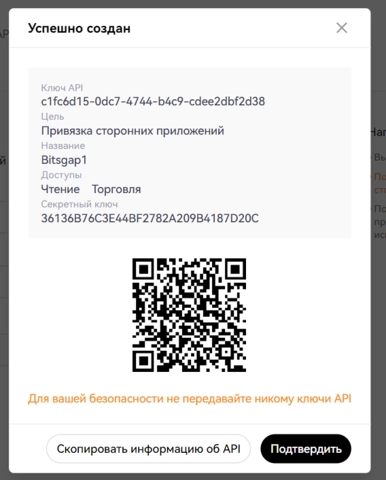 Успешно создан
Ключ API
c1fc6d15-0dc7-4744-b4c9-cdee2dbf2d38
Цель
Привязка сторонних приложений
Название
Bitsgap1
Доступы
Чтение Торговля
Секретный ключ
36136B76C3E44BF2782A209B4187D20C
Для вашей безопасности не передавайте никому ключи API
Скопировать информацию об API
Подтвердить